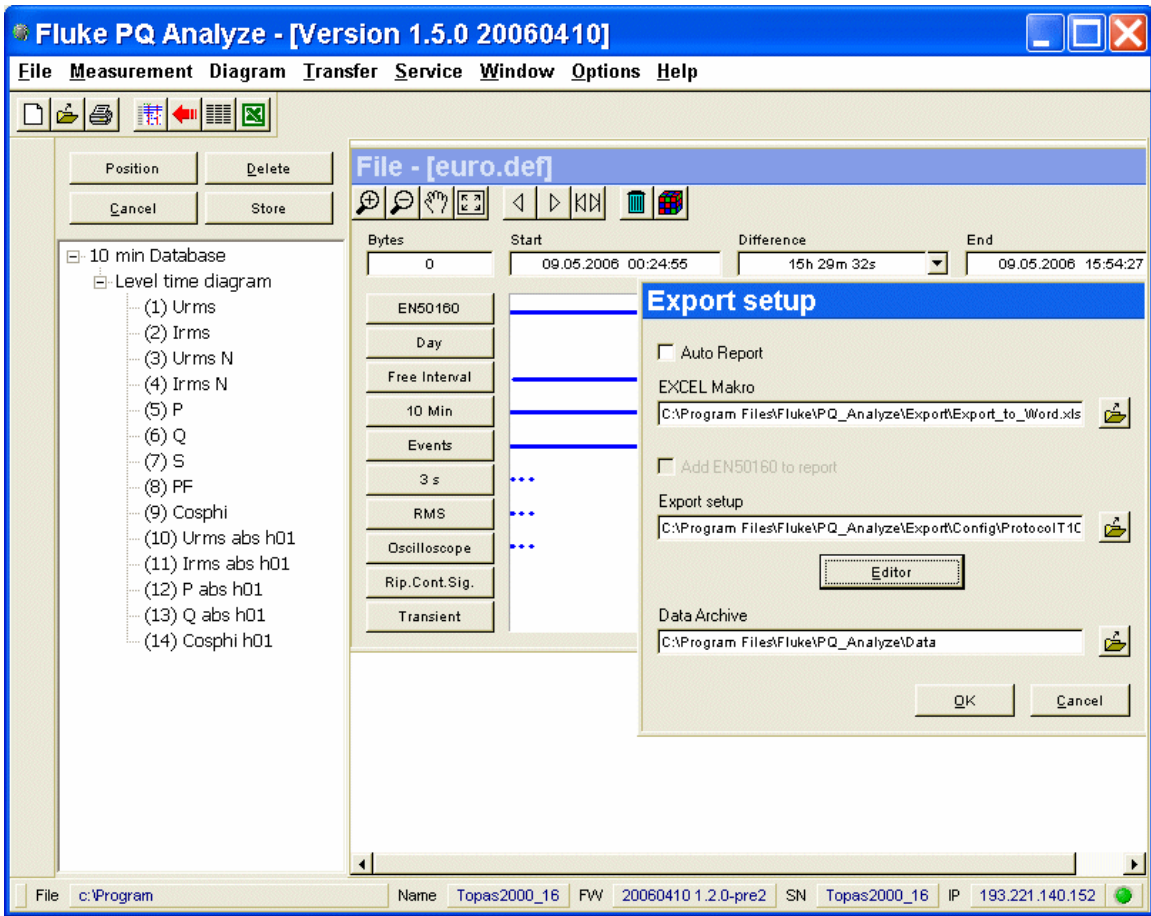 Fluke PQ Analyze - [Version 1.5.0 20060410]
File Measurement Diagram Transfer Service Window Options Help
Position Delete
Cancel Store
10 min Database
Level time diagram
(1) Urms
(2) Irms
(3) Urms N
(4) Irms N
(5) P
(6) Q
(7) S
(8) PF
(9) Cosphi
(10) Urms abs h01
(11) Irms abs h01
(12) P abs h01
(13) Q abs h01
(14) Cosphi h01
File - [euro.def]
Bytes Start Difference End
0 09.05.2006 00:24:55 15h 29m 32s 09.05.2006 15:54:27
EN50160
Day
Free Interval
10 Min
Events
3 s
RMS
Oscilloscope
Rip.Cont.Sig.
Transient
Export setup
Auto Report
EXCEL Makro
C:\Program Files\Fluke\PQ_Analyze\Export\Export_to_Word.xls
Add EN50160 to report
Export setup
C:\Program Files\Fluke\PQ_Analyze\Export\Config\ProtocolT1C
Editor
Data Archive
C:\Program Files\Fluke\PQ_Analyze\Data
OK Cancel
File c:\Program Name Topas2000_16 FW 20060410 1.2.0-pre2 SN Topas2000_16 IP 193.221.140.152